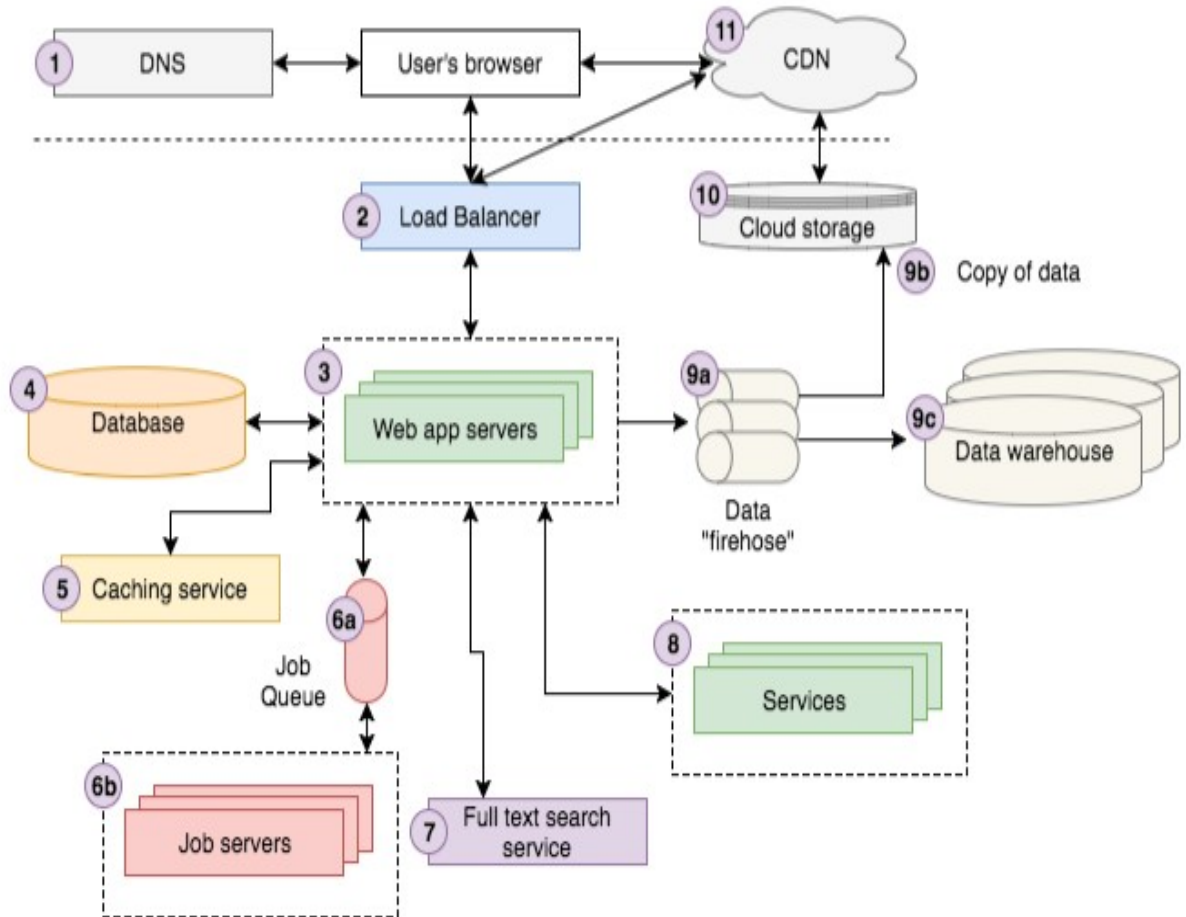 1
DNS
User's browser
11
CDN
2
Load Balancer
10
Cloud storage
9b
Copy of data
3
Web app servers
4
Database
9a
Data
"firehose"
9c
Data warehouse
5
Caching service
6a
Job
Queue
8
Services
6b
Job servers
7
Full text search
service